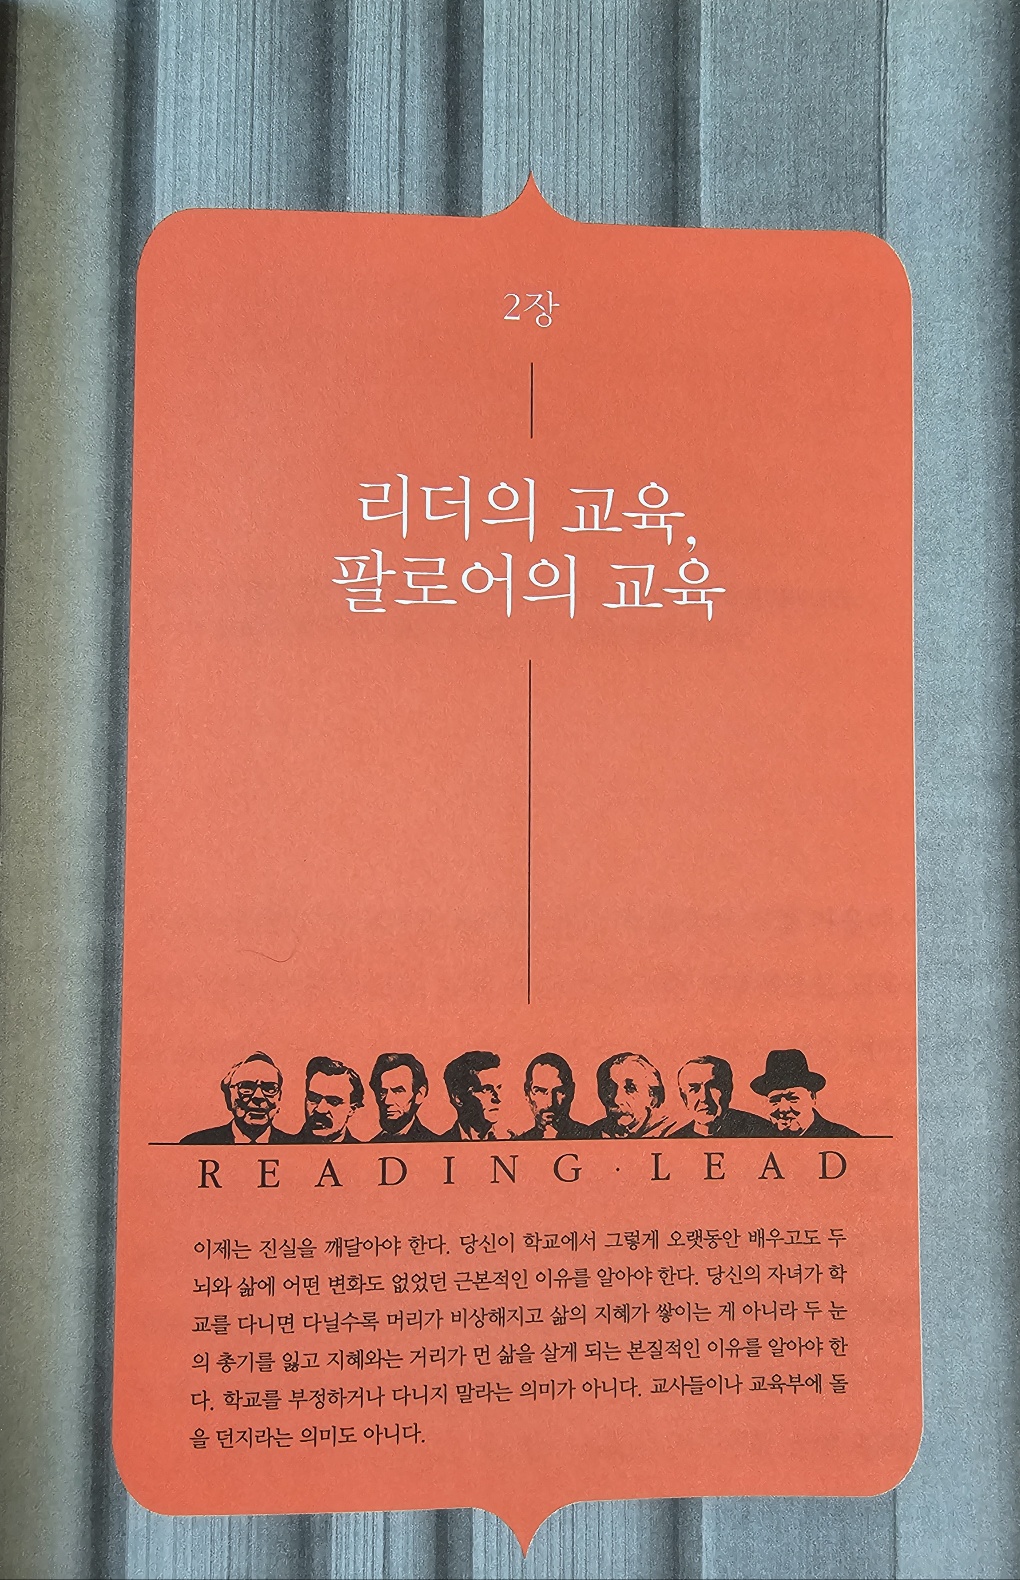 2장
리더의 교육,
팔로어의 교육
READING·LEAD
이제는 진실을 깨달아야 한다. 당신이 학교에서 그렇게 오랫동안 배우고도 두
뇌와 삶에 어떤 변화도 없었던 근본적인 이유를 알아야 한다. 당신의 자녀가 학
교를 다니면 다닐수록 머리가 비상해지고 삶의 지혜가 쌓이는 게 아니라 두 눈
의 총기를 잃고 지혜와는 거리가 먼 삶을 살게 되는 본질적인 이유를 알아야 한
다. 학교를 부정하거나 다니지 말라는 의미가 아니다. 교사들이나 교육부에 돌
을 던지라는 의미도 아니다.